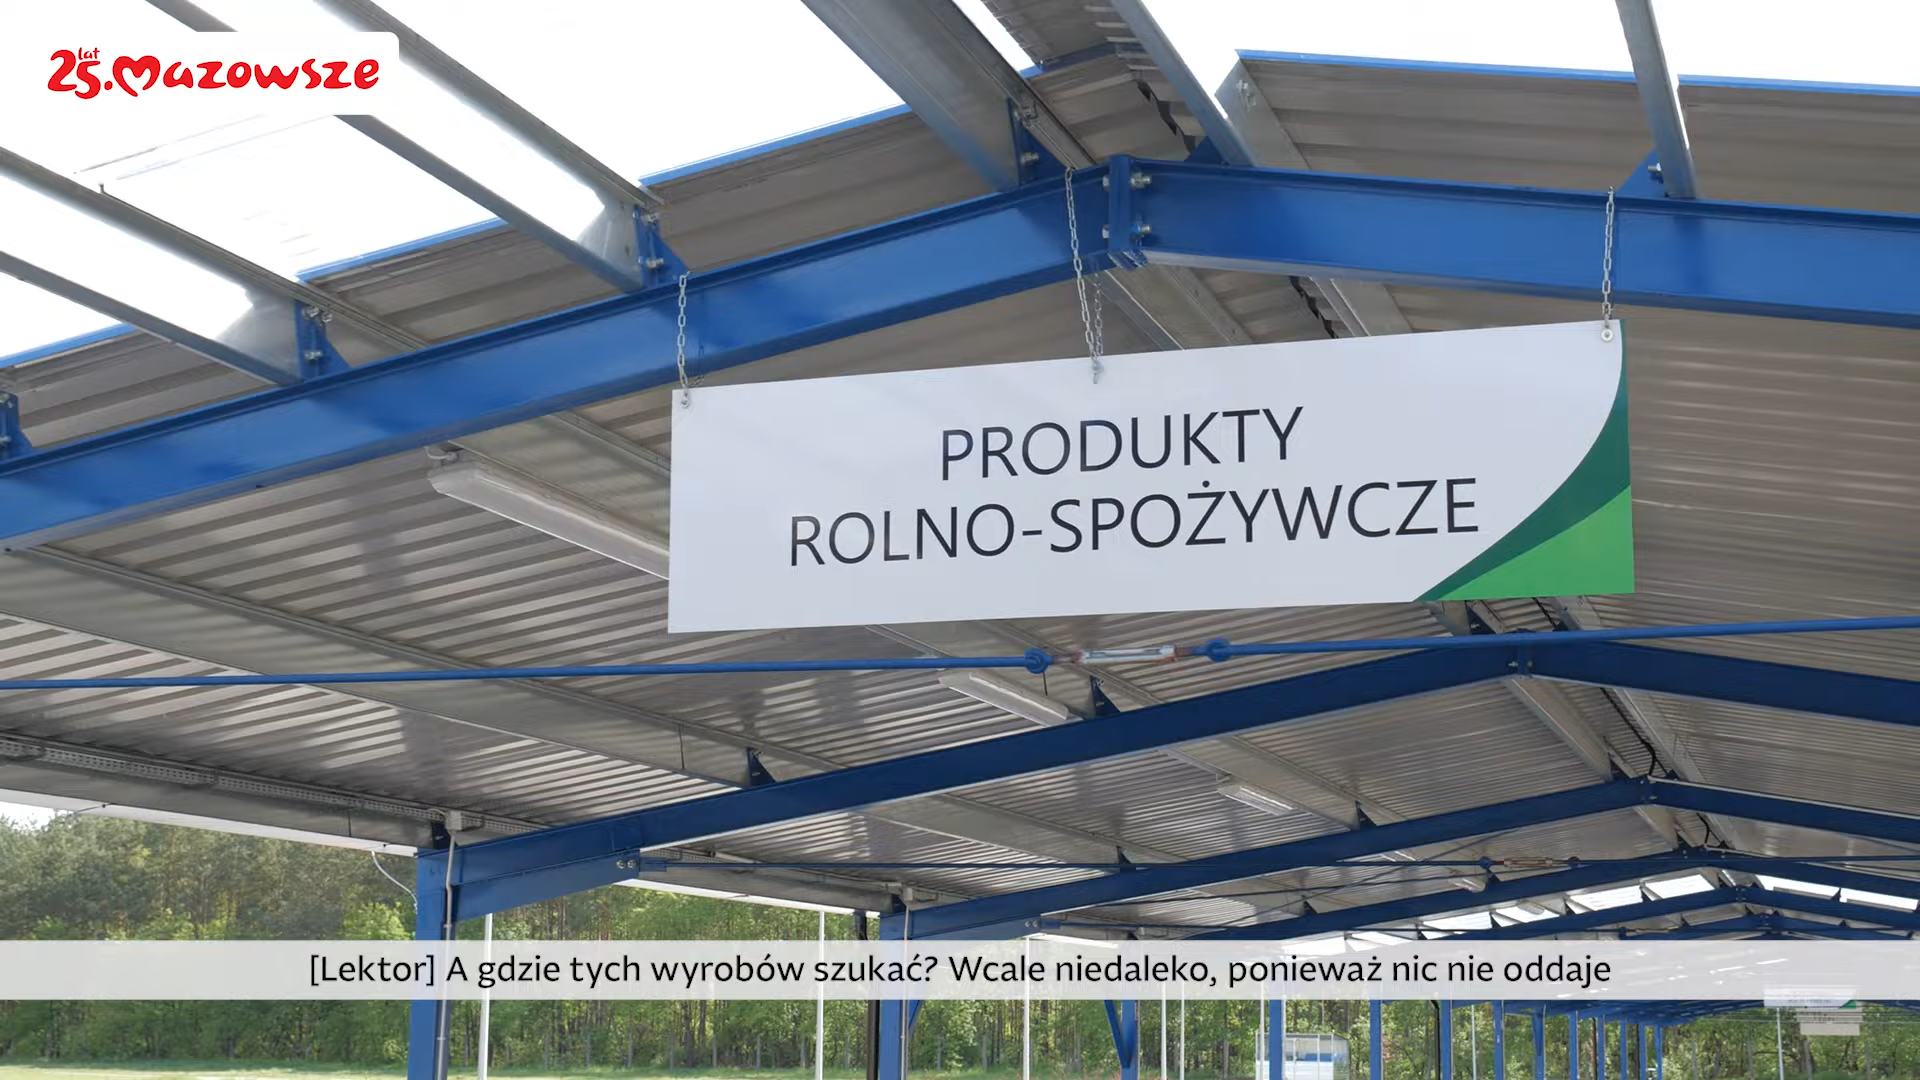 25 lat Mazowsze
PRODUKTY
ROLNO-SPOŻYWCZE
[Lektor] A gdzie tych wyrobów szukać? Wcale niedaleko, ponieważ nic nie oddaje